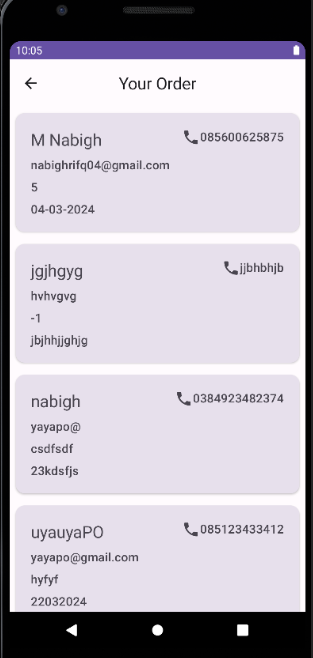 10:05
Your Order
M Nabigh
085600625875
nabighrifq04@gmail.com
5
04-03-2024
jgjhgyg
jjbhbhjb
hvhvgvg
-1
jbjhhjjghjg
nabigh
0384923482374
yayapo@
csdfsdf
23kdsfjs
uyauyaPO
085123433412
yayapo@gmail.com
hyfyf
22032024